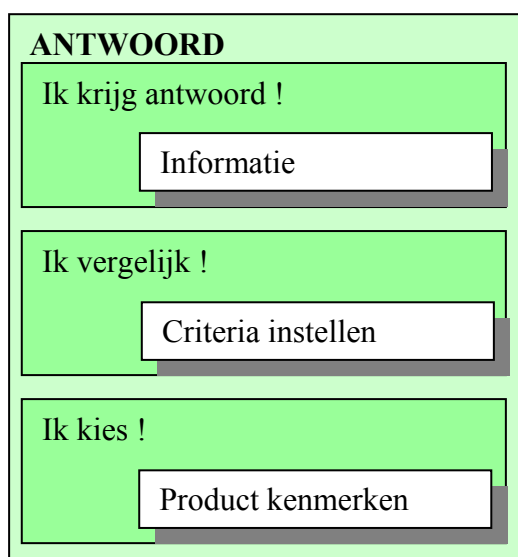 ANTWOORD
Ik krijg antwoord !
Informatie
Ik vergelijk !
Criteria instellen
Ik kies !
Product kenmerken